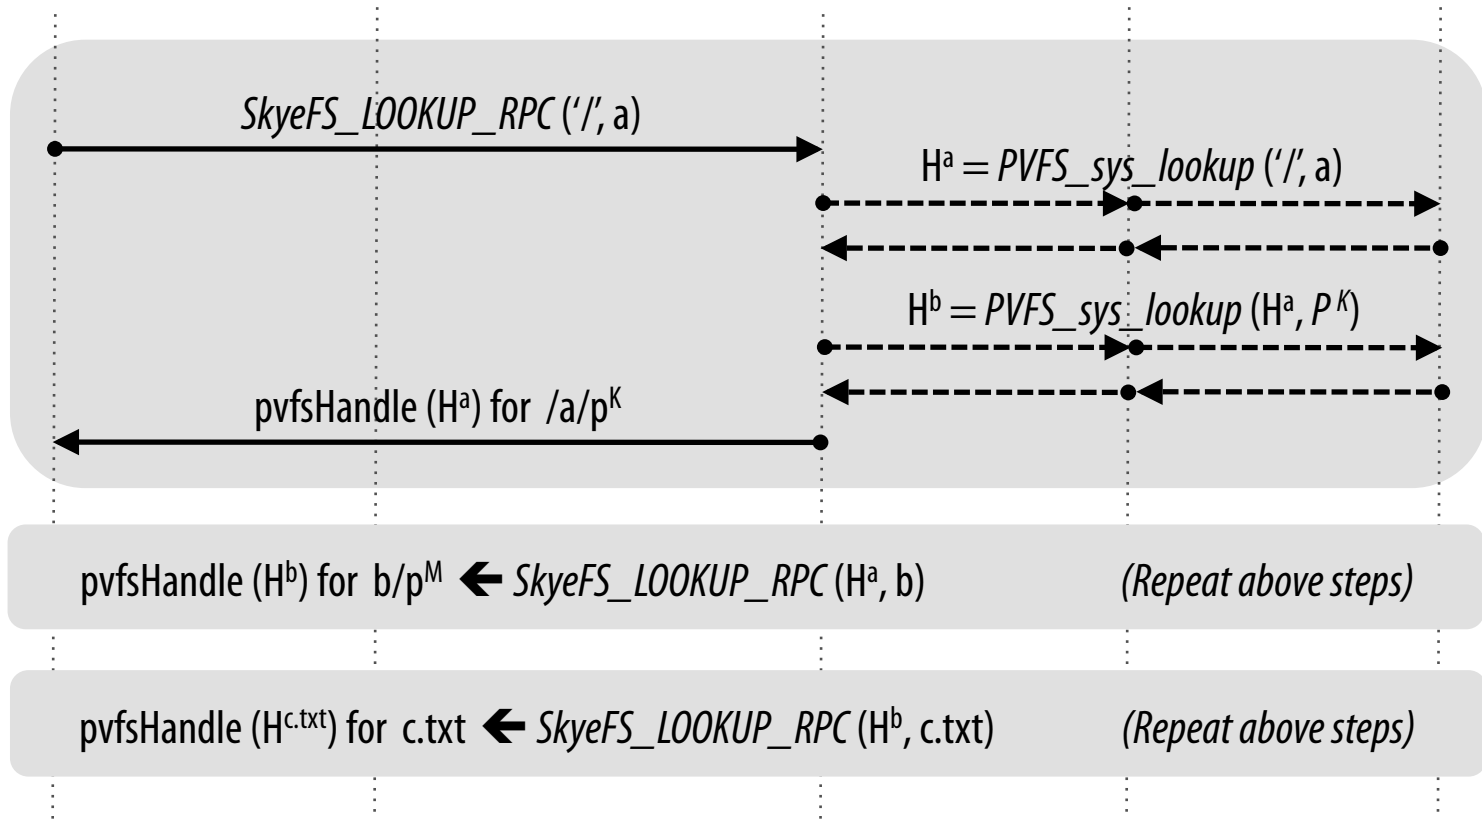 SkyeFS_LOOKUP_RPC (‘/’, a)
Hᵃ = PVFS_sys_lookup (‘/’, a)
Hᵇ = PVFS_sys_lookup (Hᵃ, P ᴷ)
pvfsHandle (Hᵃ) for /a/pᴷ
pvfsHandle (Hᵇ) for b/pᴹ 🡸 SkyeFS_LOOKUP_RPC (Hᵃ, b) (Repeat above steps)
pvfsHandle (Hᶜ·ᵗˣᵗ) for c.txt 🡸 SkyeFS_LOOKUP_RPC (Hᵇ, c.txt) (Repeat above steps)